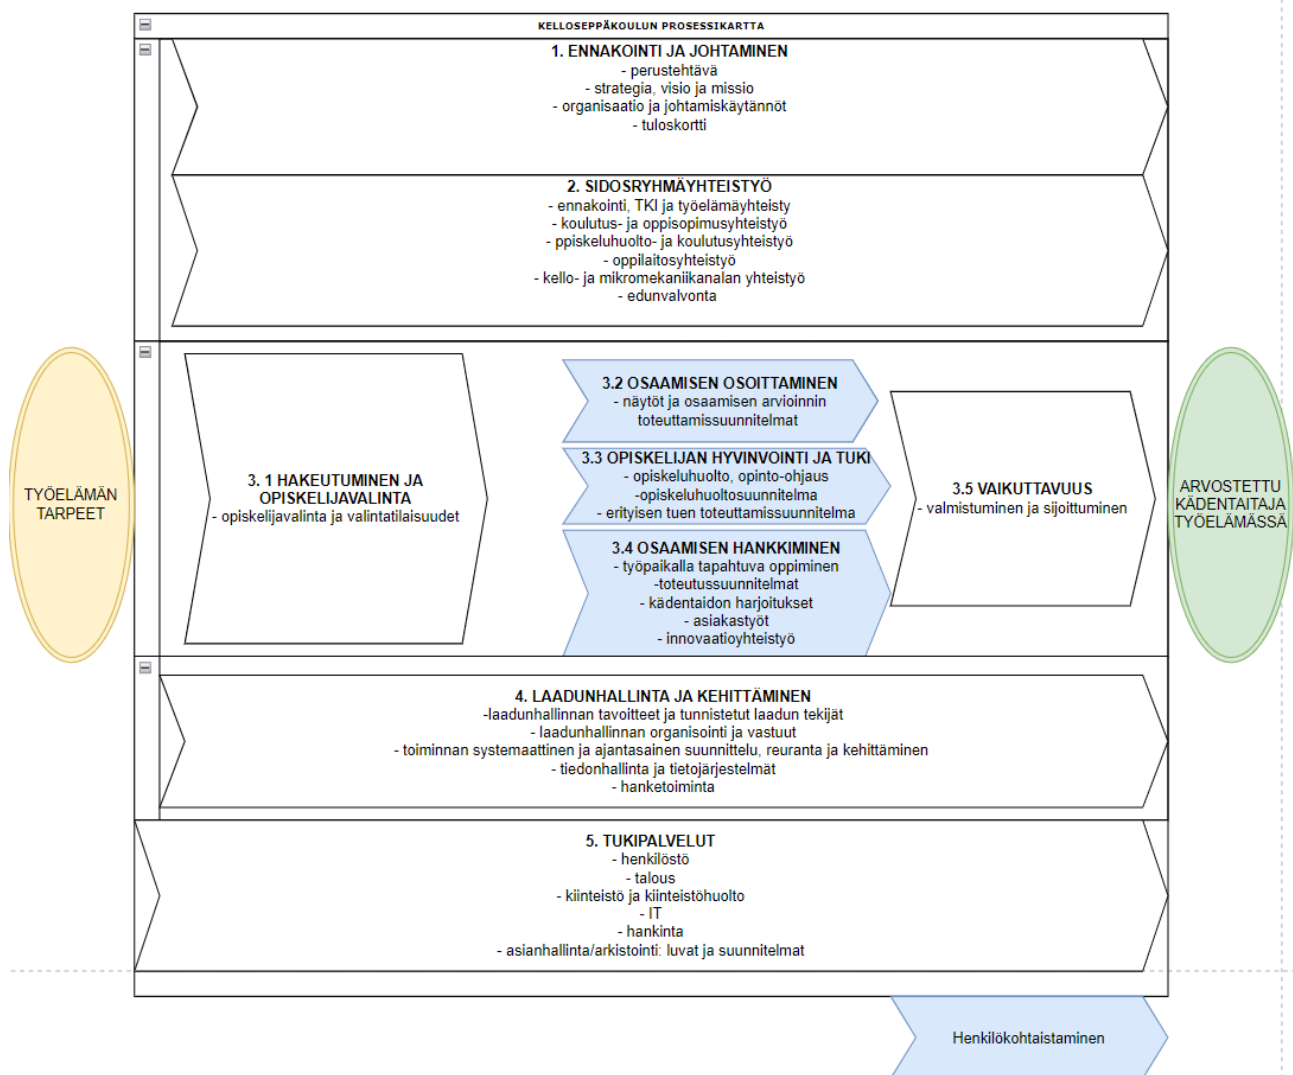 KELLOSEPPÄKOULUN PROSESSIKARTTA
1. ENNAKOINTI JA JOHTAMINEN
- perustehtävä
- strategia, visio ja missio
- organisaatio ja johtamiskäytännöt
- tuloskortti
2. SIDOSRYHMÄYHTEISTYÖ
- ennakointi, TKI ja työelämäyhteisty
- koulutus- ja oppisopimusyhteistyö
- ppiskeluhuolto- ja koulutusyhteistyö
- oppilaitosyhteistyö
- kello- ja mikromekaniikanalan yhteistyö
- edunvalvonta
TYÖELÄMÄN
TARPEET
3. 1 HAKEUTUMINEN JA
OPISKELIJAVALINTA
- opiskelijavalinta ja valintatilaisuudet
3.2 OSAAMISEN OSOITTAMINEN
- näytöt ja osaamisen arvioinnin
toteuttamissuunnitelmat
3.3 OPISKELIJAN HYVINVOINTI JA TUKI
- opiskeluhuolto, opinto-ohjaus
-opiskeluhuoltosuunnitelma
- erityisen tuen toteuttamissuunnitelma
3.4 OSAAMISEN HANKKIMINEN
- työpaikalla tapahtuva oppiminen
-toteutussuunnitelmat
- kädentaidon harjoitukset
- asiakastyöt
- innovaatioyhteistyö
3.5 VAIKUTTAVUUS
- valmistuminen ja sijoittuminen
ARVOSTETTU
KÄDENTAITAJA
TYÖELÄMÄSSÄ
4. LAADUNHALLINTA JA KEHITTÄMINEN
-laadunhallinnan tavoitteet ja tunnistetut laadun tekijät
- laadunhallinnan organisointi ja vastuut
- toiminnan systemaattinen ja ajantasainen suunnittelu, reuranta ja kehittäminen
- tiedonhallinta ja tietojärjestelmät
- hanketoiminta
5. TUKIPALVELUT
- henkilöstö
- talous
- kiinteistö ja kiinteistöhuolto
- IT
- hankinta
- asianhallinta/arkistointi: luvat ja suunnitelmat
Henkilökohtaistaminen